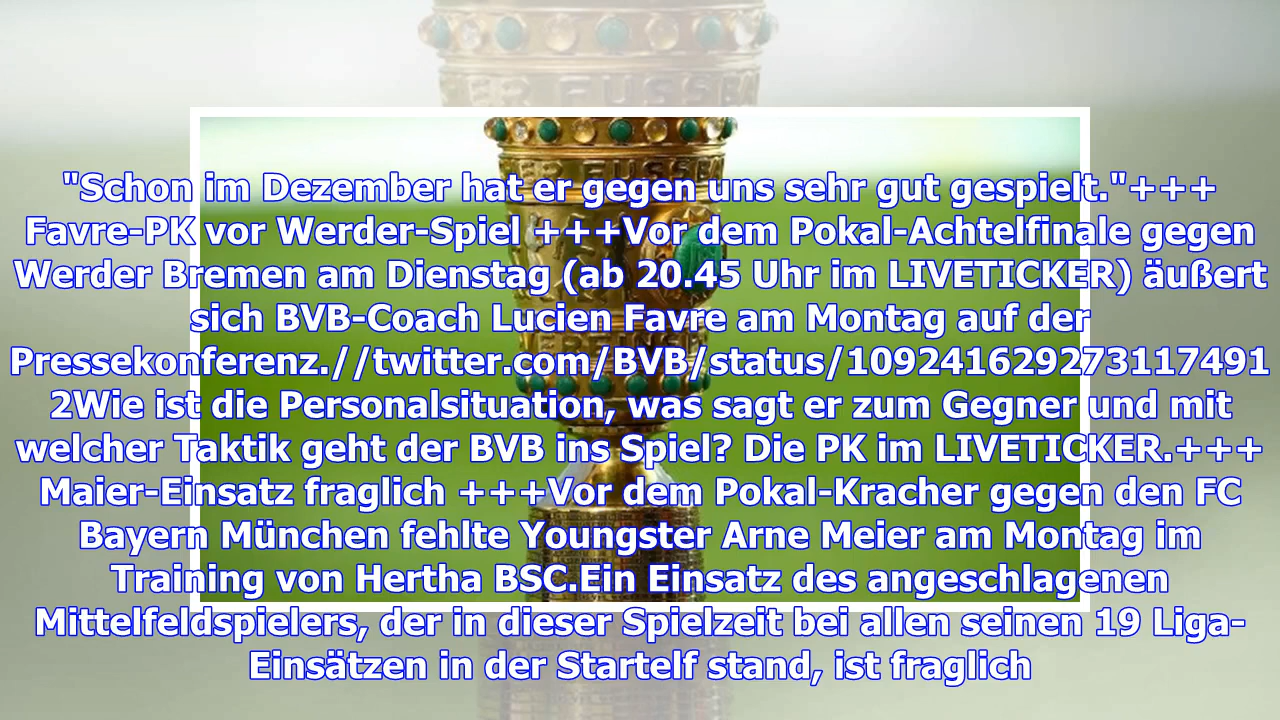 "Schon im Dezember hat er gegen uns sehr gut gespielt."+++
Favre-PK vor Werder-Spiel +++Vor dem Pokal-Achtelfinale gegen
Werder Bremen am Dienstag (ab 20.45 Uhr im LIVETICKER) äußert
sich BVB-Coach Lucien Favre am Montag auf der
Pressekonferenz.//twitter.com/BVB/status/109241629273117491
2Wie ist die Personalsituation, was sagt er zum Gegner und mit
welcher Taktik geht der BVB ins Spiel? Die PK im LIVETICKER.+++
Maier-Einsatz fraglich +++Vor dem Pokal-Kracher gegen den FC
Bayern München fehlte Youngster Arne Meier am Montag im
Training von Hertha BSC.Ein Einsatz des angeschlagenen
Mittelfeldspielers, der in dieser Spielzeit bei allen seinen 19 Liga-
Einsätzen in der Startelf stand, ist fraglich